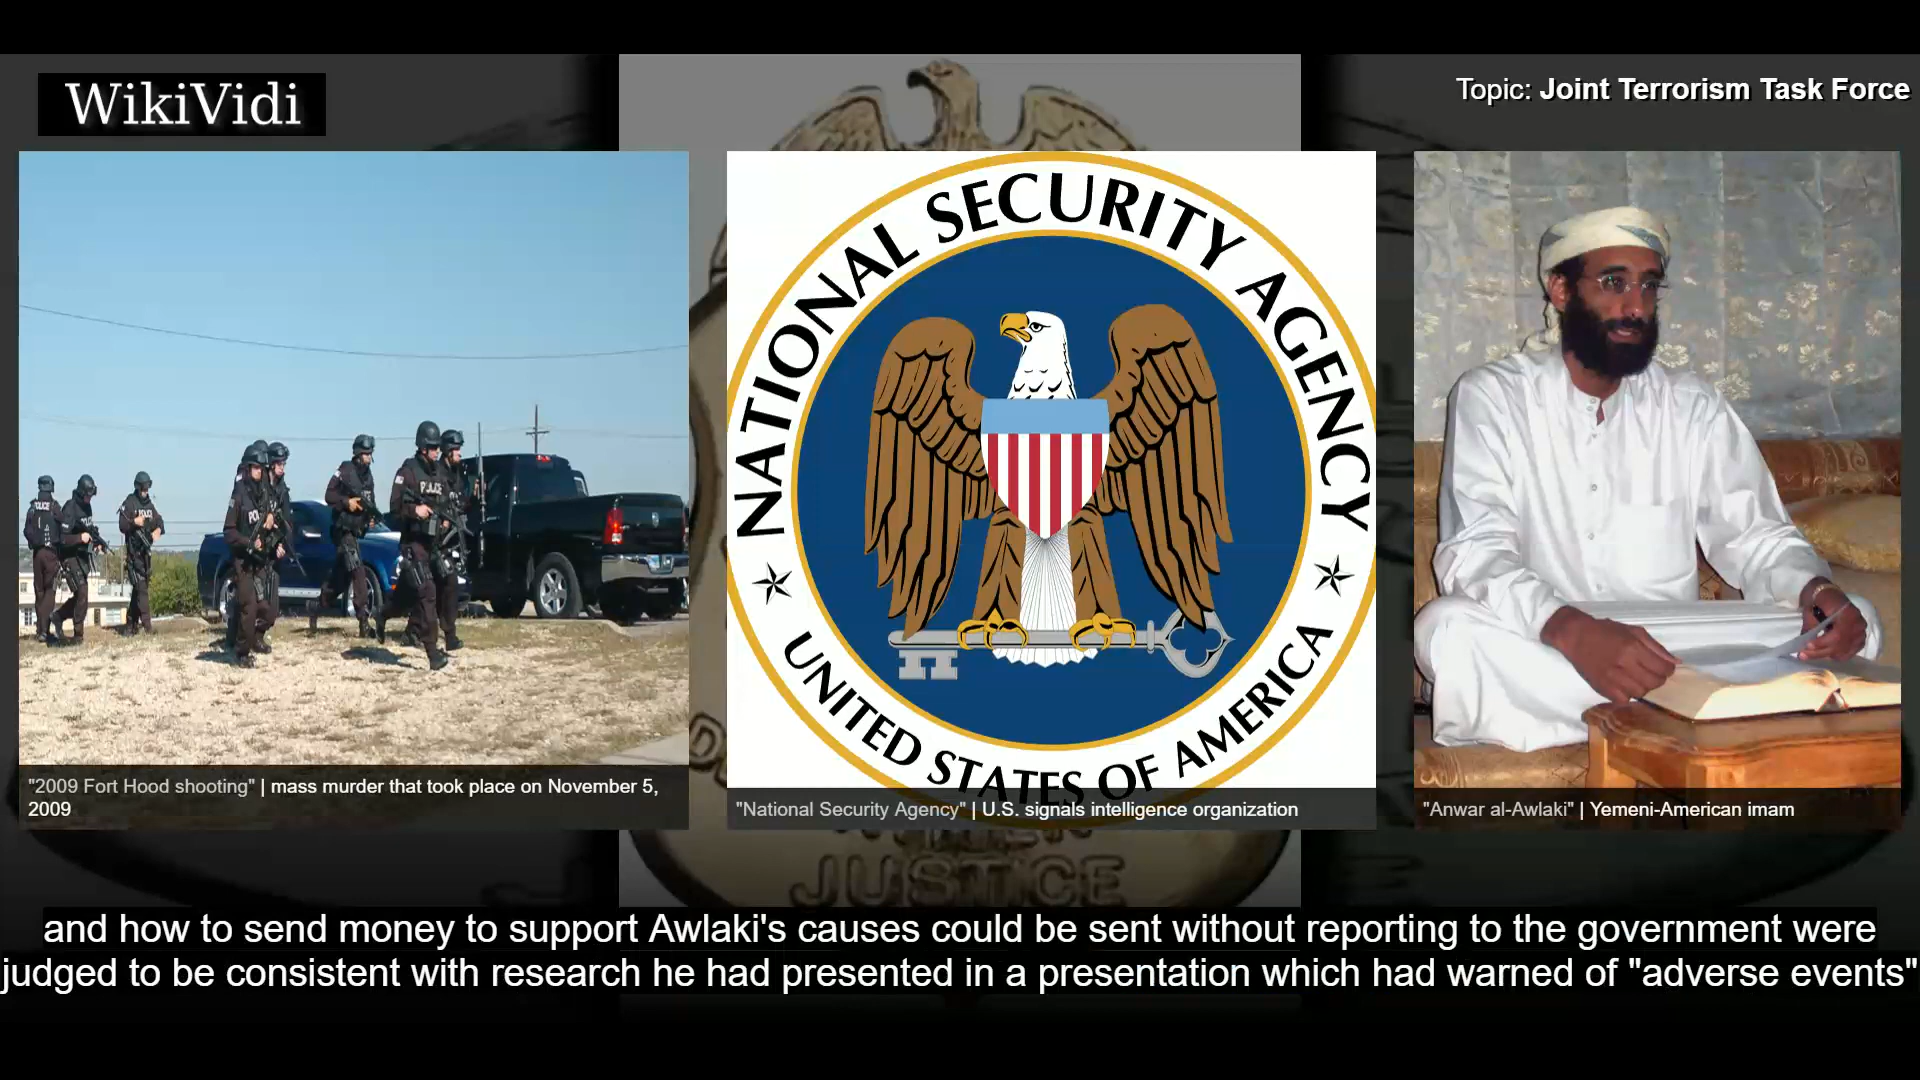 WikiVidi
Topic: Joint Terrorism Task Force
POLICE
NATIONAL SECURITY AGENCY
UNITED STATES OF AMERICA
"2009 Fort Hood shooting" | mass murder that took place on November 5,
2009
"National Security Agency" | U.S. signals intelligence organization
"Anwar al-Awlaki" | Yemeni-American imam
JUSTICE
and how to send money to support Awlaki's causes could be sent without reporting to the government were
judged to be consistent with research he had presented in a presentation which had warned of "adverse events"